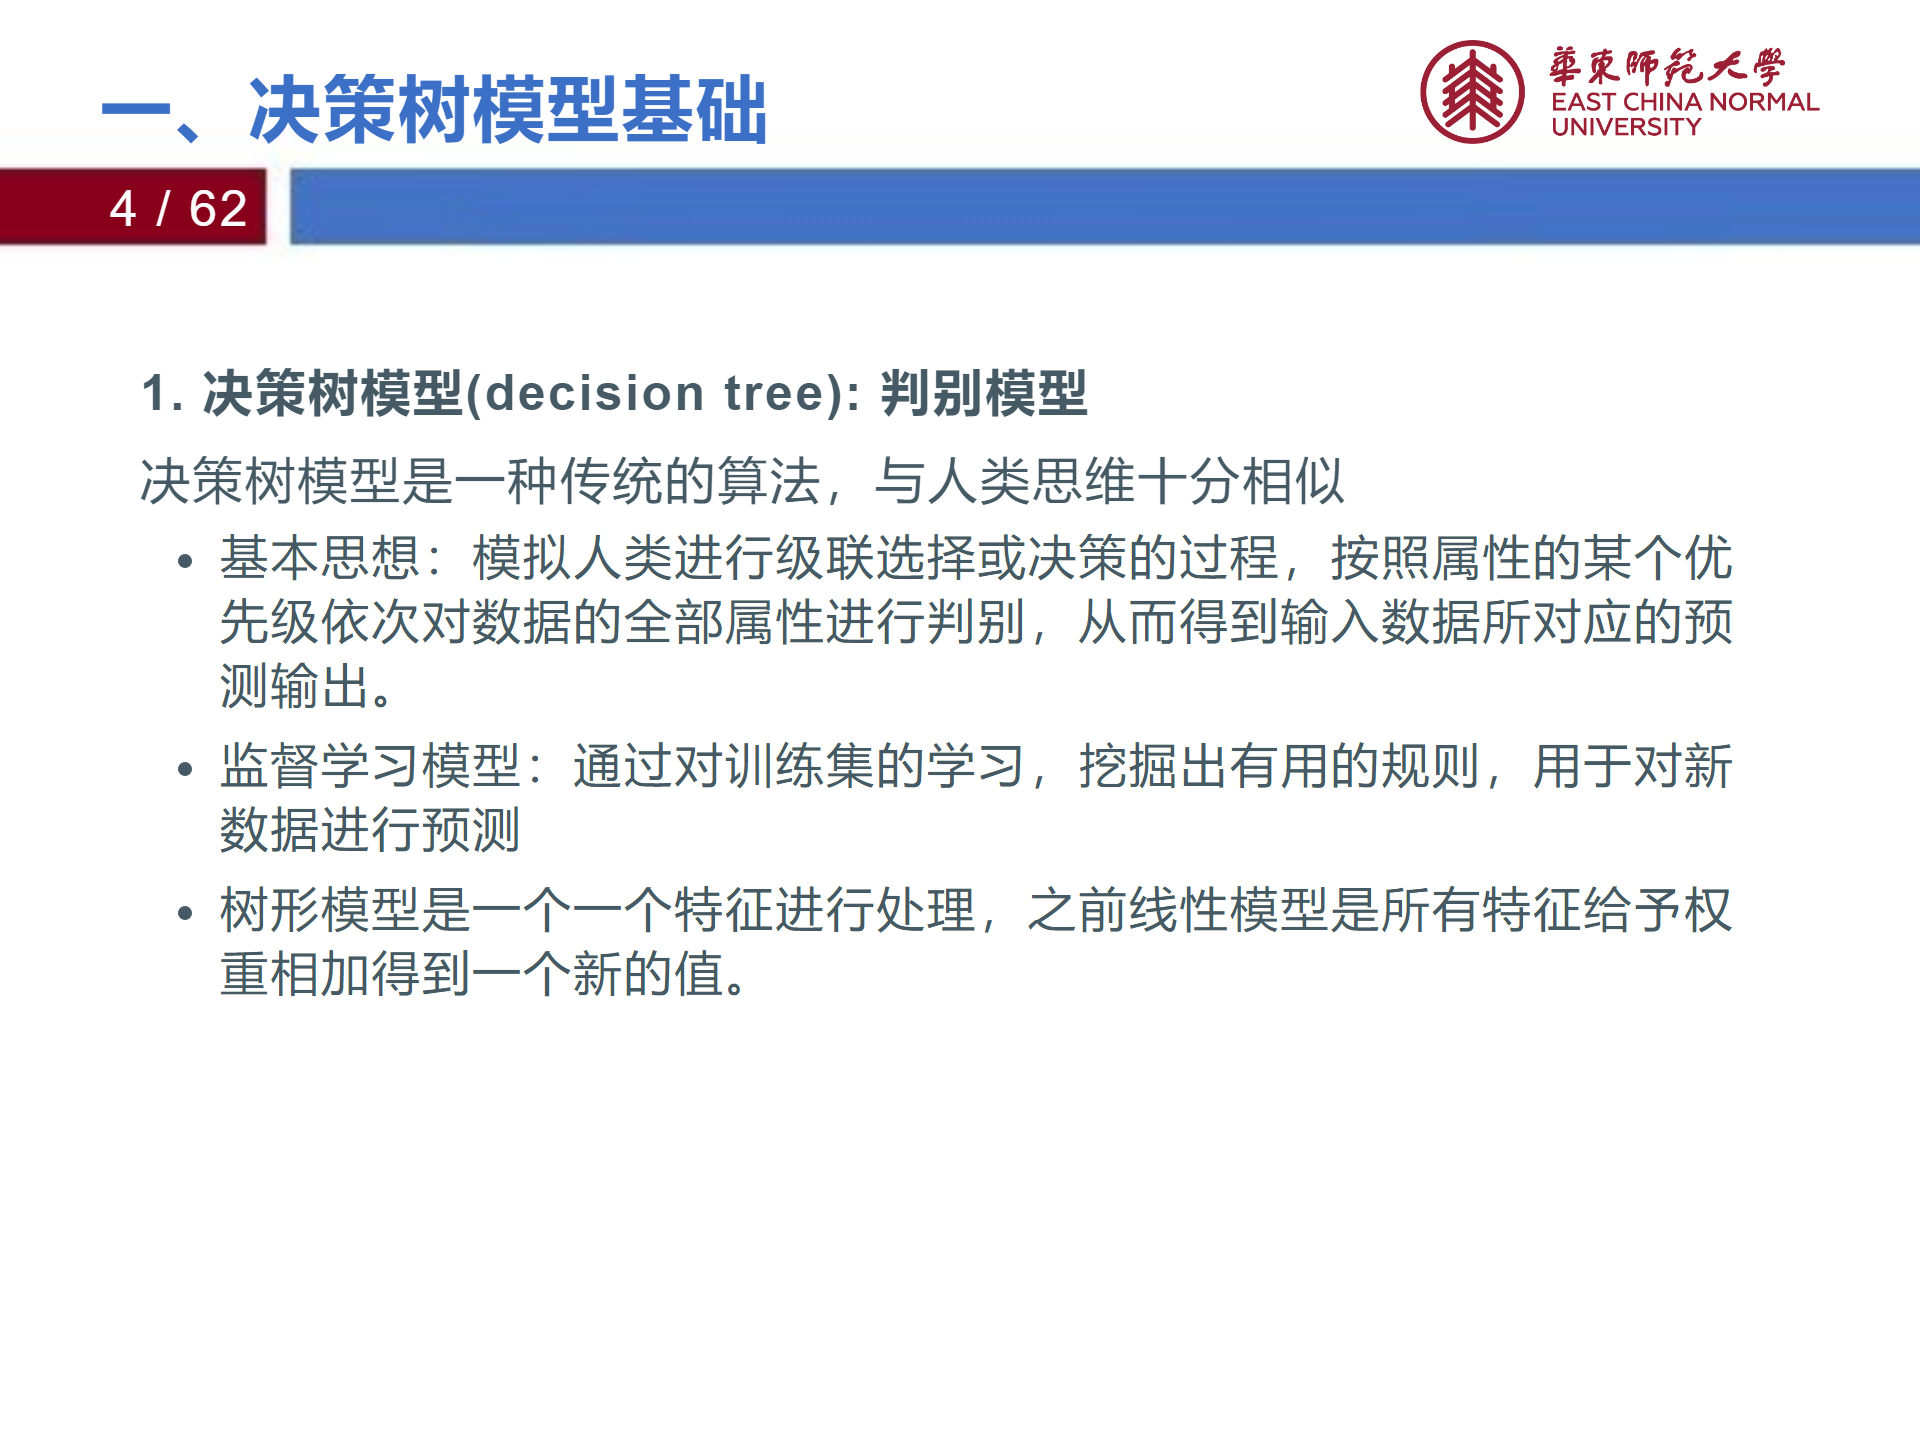 一、决策树模型基础
華東師範大學
EAST CHINA NORMAL
UNIVERSITY
4 / 62
1. 决策树模型(decision tree): 判别模型
决策树模型是一种传统的算法，与人类思维十分相似
• 基本思想：模拟人类进行级联选择或决策的过程，按照属性的某个优
先级依次对数据的全部属性进行判别，从而得到输入数据所对应的预
测输出。
• 监督学习模型：通过对训练集的学习，挖掘出有用的规则，用于对新
数据进行预测
• 树形模型是一个一个特征进行处理，之前线性模型是所有特征给予权
重相加得到一个新的值。